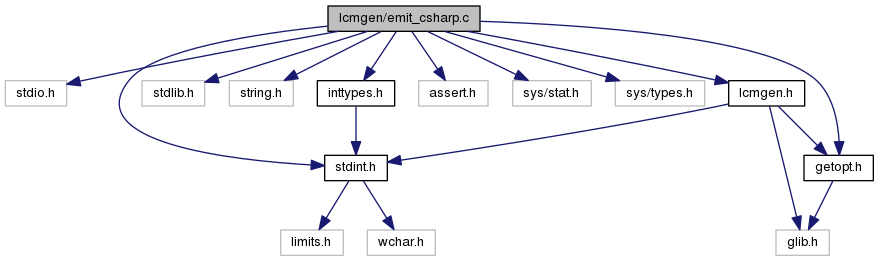 lcmgen/emit_csharp.c
stdio.h
stdlib.h
string.h
inttypes.h
assert.h
sys/stat.h
sys/types.h
lcmgen.h
stdint.h
getopt.h
limits.h
wchar.h
glib.h